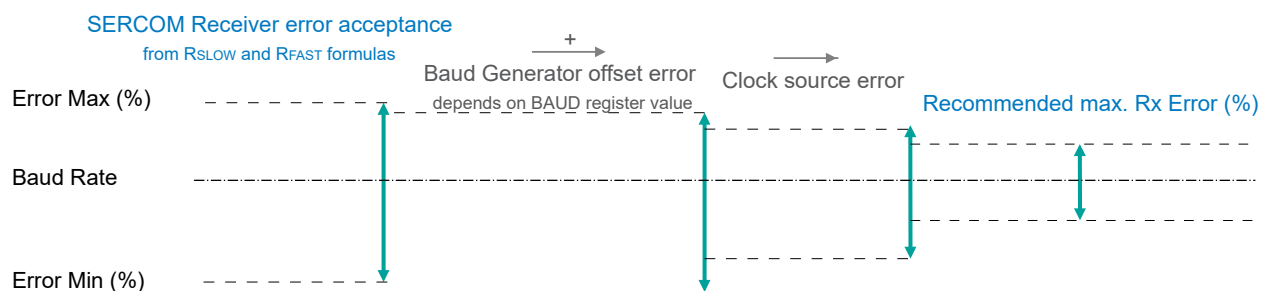 SERCOM Receiver error acceptance
from RSLOW and RFAST formulas
+
Baud Generator offset error
depends on BAUD register value
Clock source error
Error Max (%)
Recommended max. Rx Error (%)
Baud Rate
Error Min (%)